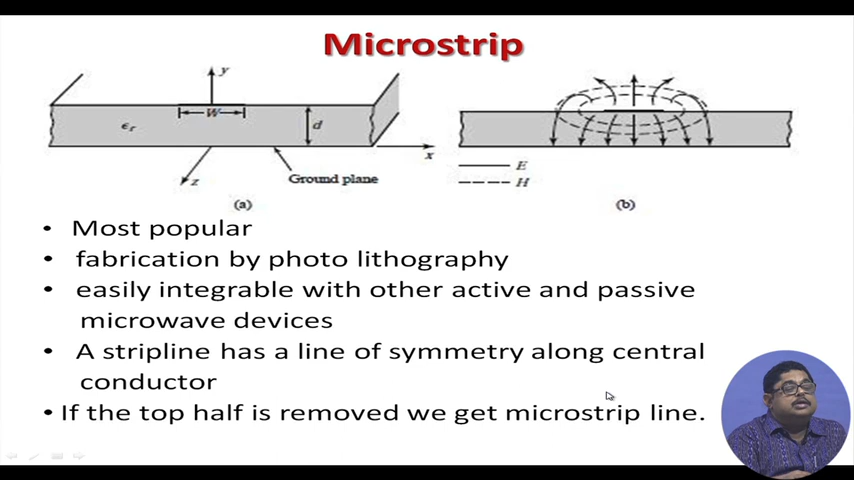 Microstrip
y
W
ϵr
d
x
z
Ground plane
E
H
(a)
(b)
• Most popular
• fabrication by photo lithography
• easily integrable with other active and passive
microwave devices
• A stripline has a line of symmetry along central
conductor
• If the top half is removed we get microstrip line.